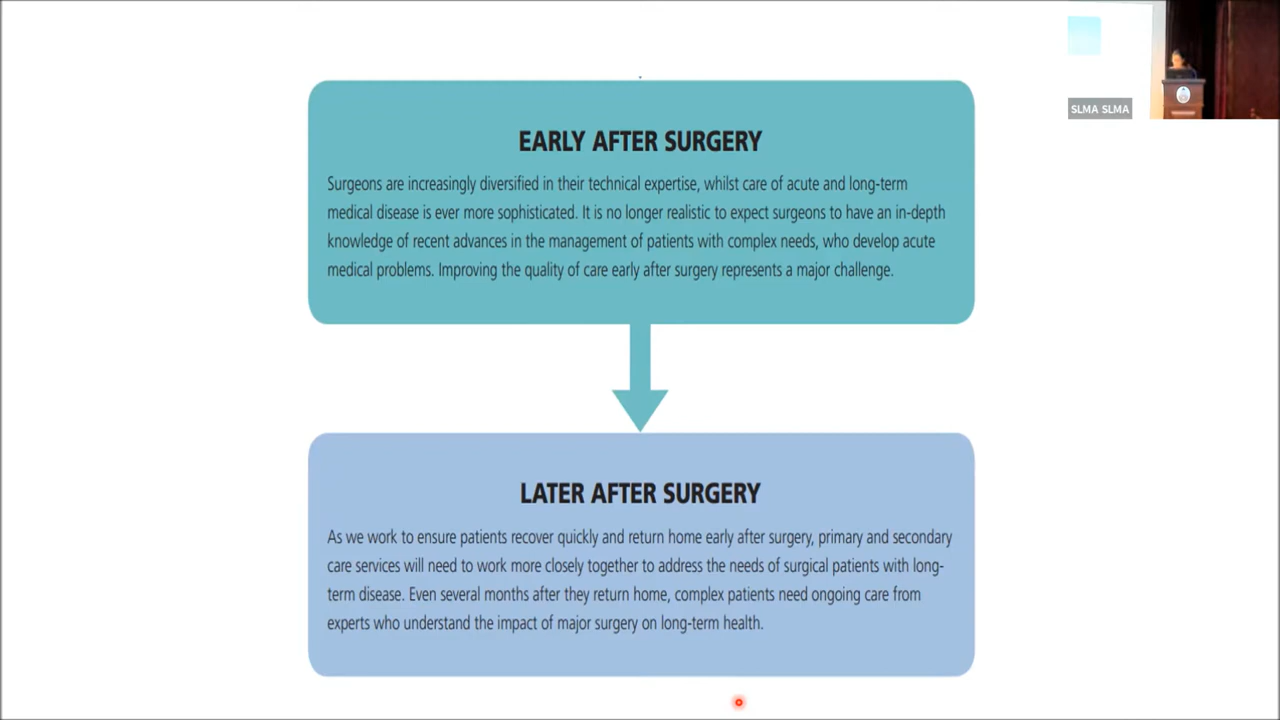 SLMA SLMA
EARLY AFTER SURGERY
Surgeons are increasingly diversified in their technical expertise, whilst care of acute and long-term
medical disease is ever more sophisticated. It is no longer realistic to expect surgeons to have an in-depth
knowledge of recent advances in the management of patients with complex needs, who develop acute
medical problems. Improving the quality of care early after surgery represents a major challenge.
LATER AFTER SURGERY
As we work to ensure patients recover quickly and return home early after surgery, primary and secondary
care services will need to work more closely together to address the needs of surgical patients with long-
term disease. Even several months after they return home, complex patients need ongoing care from
experts who understand the impact of major surgery on long-term health.